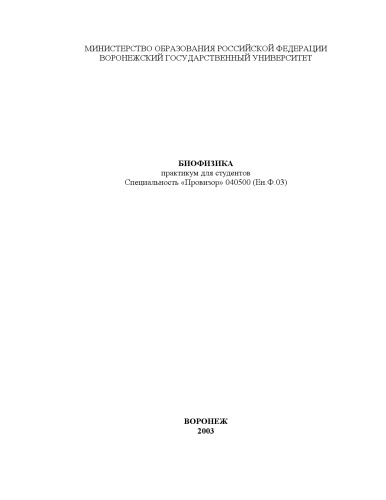 МИНИСТЕРСТВО ОБРАЗОВАНИЯ РОССИЙСКОЙ ФЕДЕРАЦИИ
ВОРОНЕЖСКИЙ ГОСУДАРСТВЕННЫЙ УНИВЕРСИТЕТ
БИОФИЗИКА
практикум для студентов
Специальность «Провизор» 040500 (Ен.Ф.03)
ВОРОНЕЖ
2003